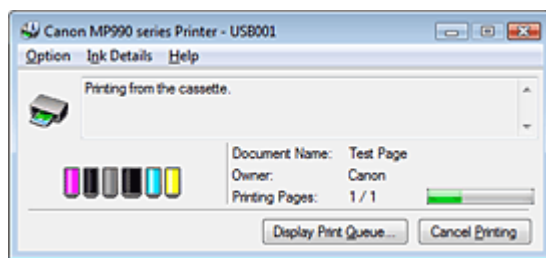 Canon MP990 series Printer - USB001
Option Ink Details Help
Printing from the cassette.
Document Name: Test Page
Owner: Canon
Printing Pages: 1 / 1
Display Print Queue... Cancel Printing